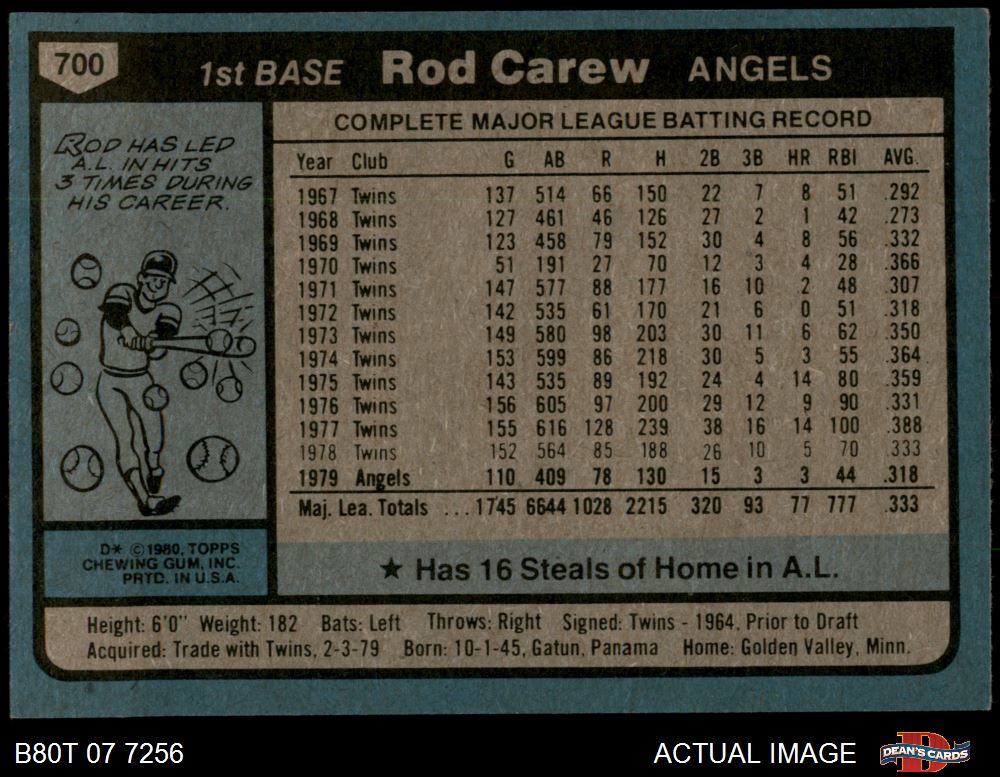 700
1st BASE Rod Carew ANGELS
ROD HAS LED
A.L. IN HITS
3 TIMES DURING
HIS CAREER.
COMPLETE MAJOR LEAGUE BATTING RECORD
Year Club G AB R H 2B 3B HR RBI AVG.
1967 Twins 137 514 66 150 22 7 8 51 .292
1968 Twins 127 461 46 126 27 2 1 42 .273
1969 Twins 123 458 79 152 30 4 8 56 .332
1970 Twins 51 191 27 70 12 3 4 28 .366
1971 Twins 147 577 88 177 16 10 2 48 .307
1972 Twins 142 535 61 170 21 6 0 51 .318
1973 Twins 149 580 98 203 30 11 6 62 .350
1974 Twins 153 599 86 218 30 5 3 55 .364
1975 Twins 143 535 89 192 24 4 14 80 .359
1976 Twins 156 605 97 200 29 12 9 90 .331
1977 Twins 155 616 128 239 38 16 14 100 .388
1978 Twins 152 564 85 188 26 10 5 70 .333
1979 Angels 110 409 78 130 15 3 3 44 .318
Maj. Lea. Totals ... 1745 6644 1028 2215 320 93 77 777 .333
D* ©1980, TOPPS
CHEWING GUM, INC.
PRTD. IN U.S.A.
★ Has 16 Steals of Home in A.L.
Height: 6'0" Weight: 182 Bats: Left Throws: Right Signed: Twins - 1964, Prior to Draft
Acquired: Trade with Twins, 2-3-79 Born: 10-1-45, Gatun, Panama Home: Golden Valley, Minn.
B80T 07 7256
ACTUAL IMAGE
DEAN'S CARDS